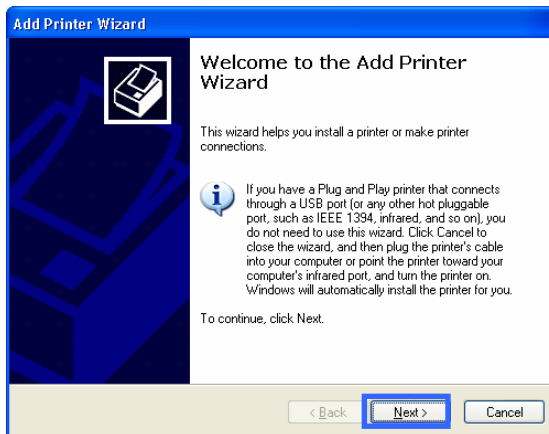 Add Printer Wizard
Welcome to the Add Printer
Wizard
This wizard helps you install a printer or make printer
connections.
If you have a Plug and Play printer that connects
through a USB port (or any other hot pluggable
port, such as IEEE 1394, infrared, and so on), you
do not need to use this wizard. Click Cancel to
close the wizard, and then plug the printer's cable
into your computer or point the printer toward your
computer's infrared port, and turn the printer on.
Windows will automatically install the printer for you.
To continue, click Next.
< Back
Next >
Cancel